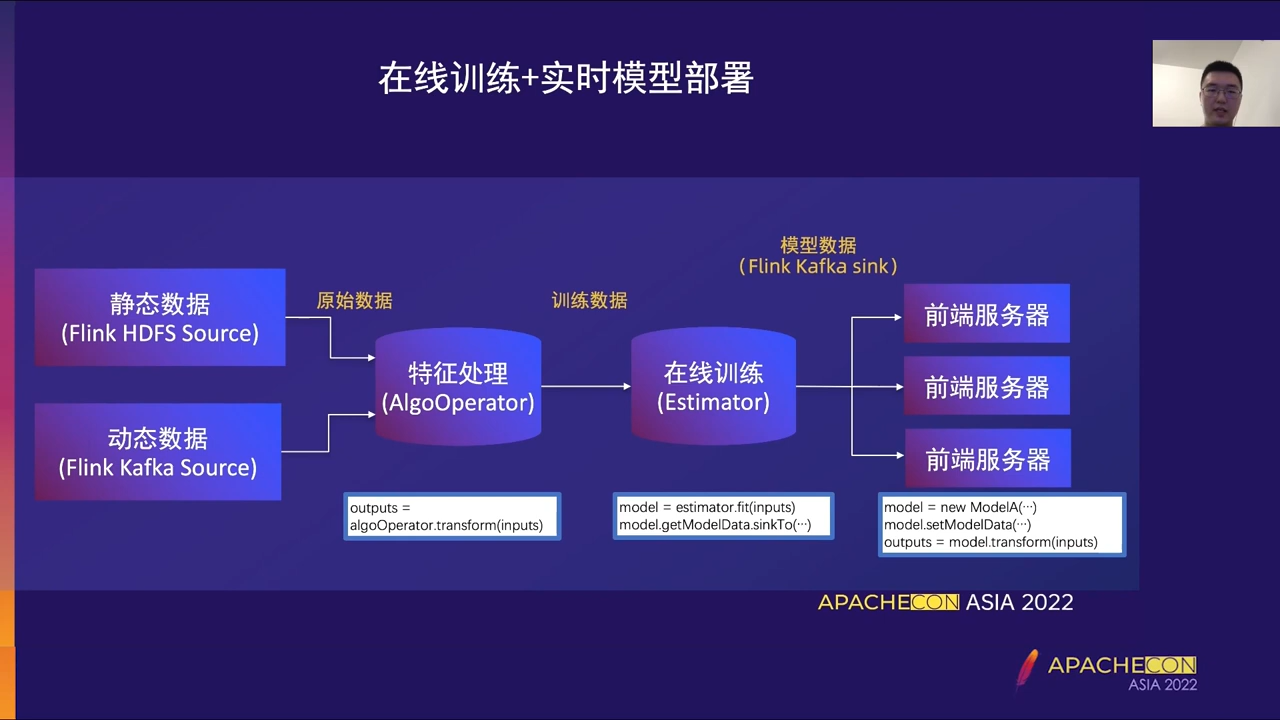 在线训练+实时模型部署
模型数据
(Flink Kafka sink)
静态数据
(Flink HDFS Source)
原始数据
训练数据
前端服务器
特征处理
(AlgoOperator)
在线训练
(Estimator)
前端服务器
动态数据
(Flink Kafka Source)
前端服务器
outputs =
algoOperator.transform(inputs)
model = estimator.fit(inputs)
model.getModelData.sinkTo(···)
model = new ModelA(···)
model.setModelData(···)
outputs = model.transform(inputs)
APACHECON ASIA 2022
APACHECON
ASIA 2022